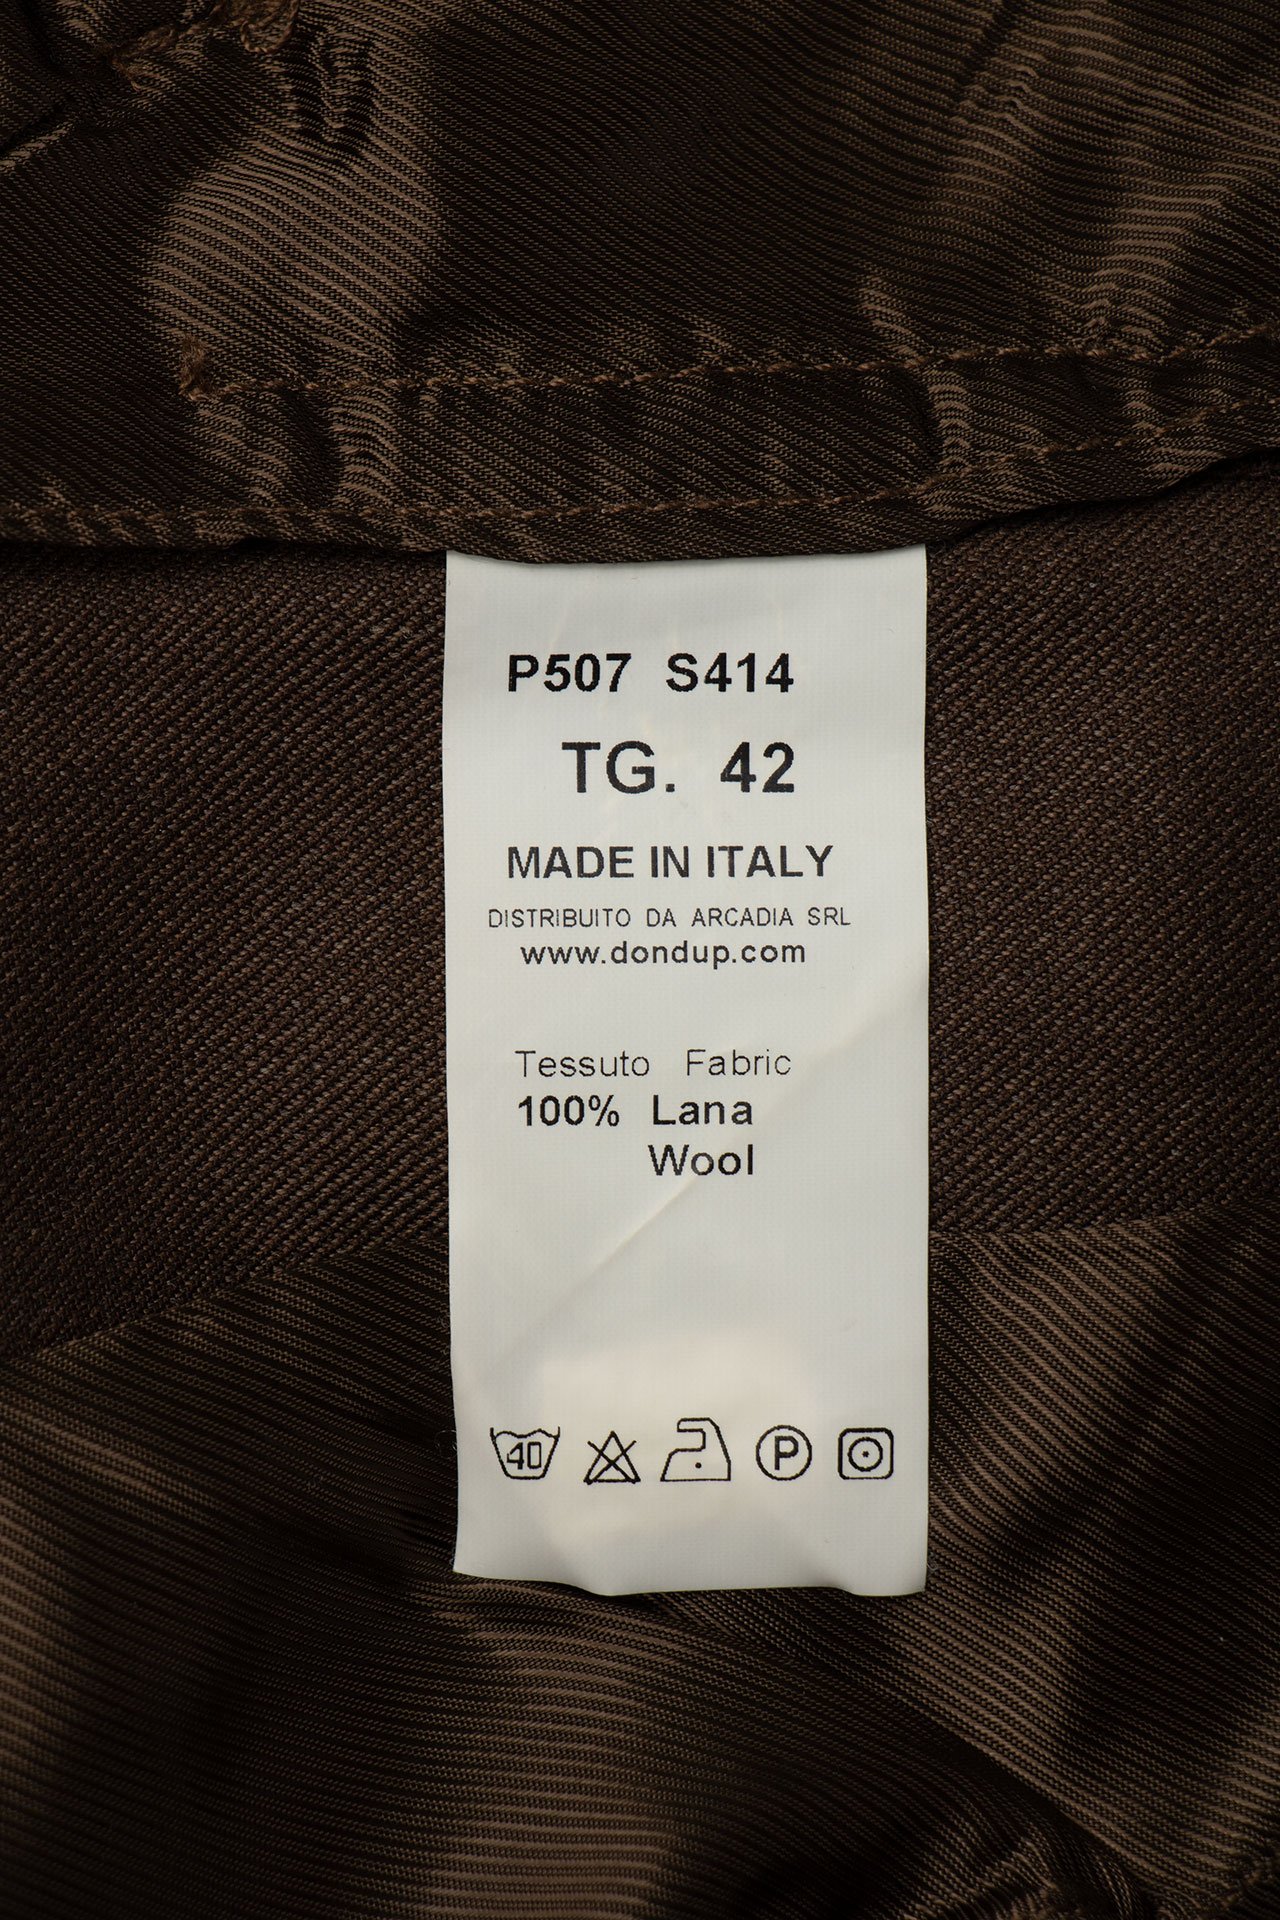 P507 S414
TG. 42
MADE IN ITALY
DISTRIBUITO DA ARCADIA SRL
www.dondup.com
Tessuto Fabric
100% Lana
Wool
40 P